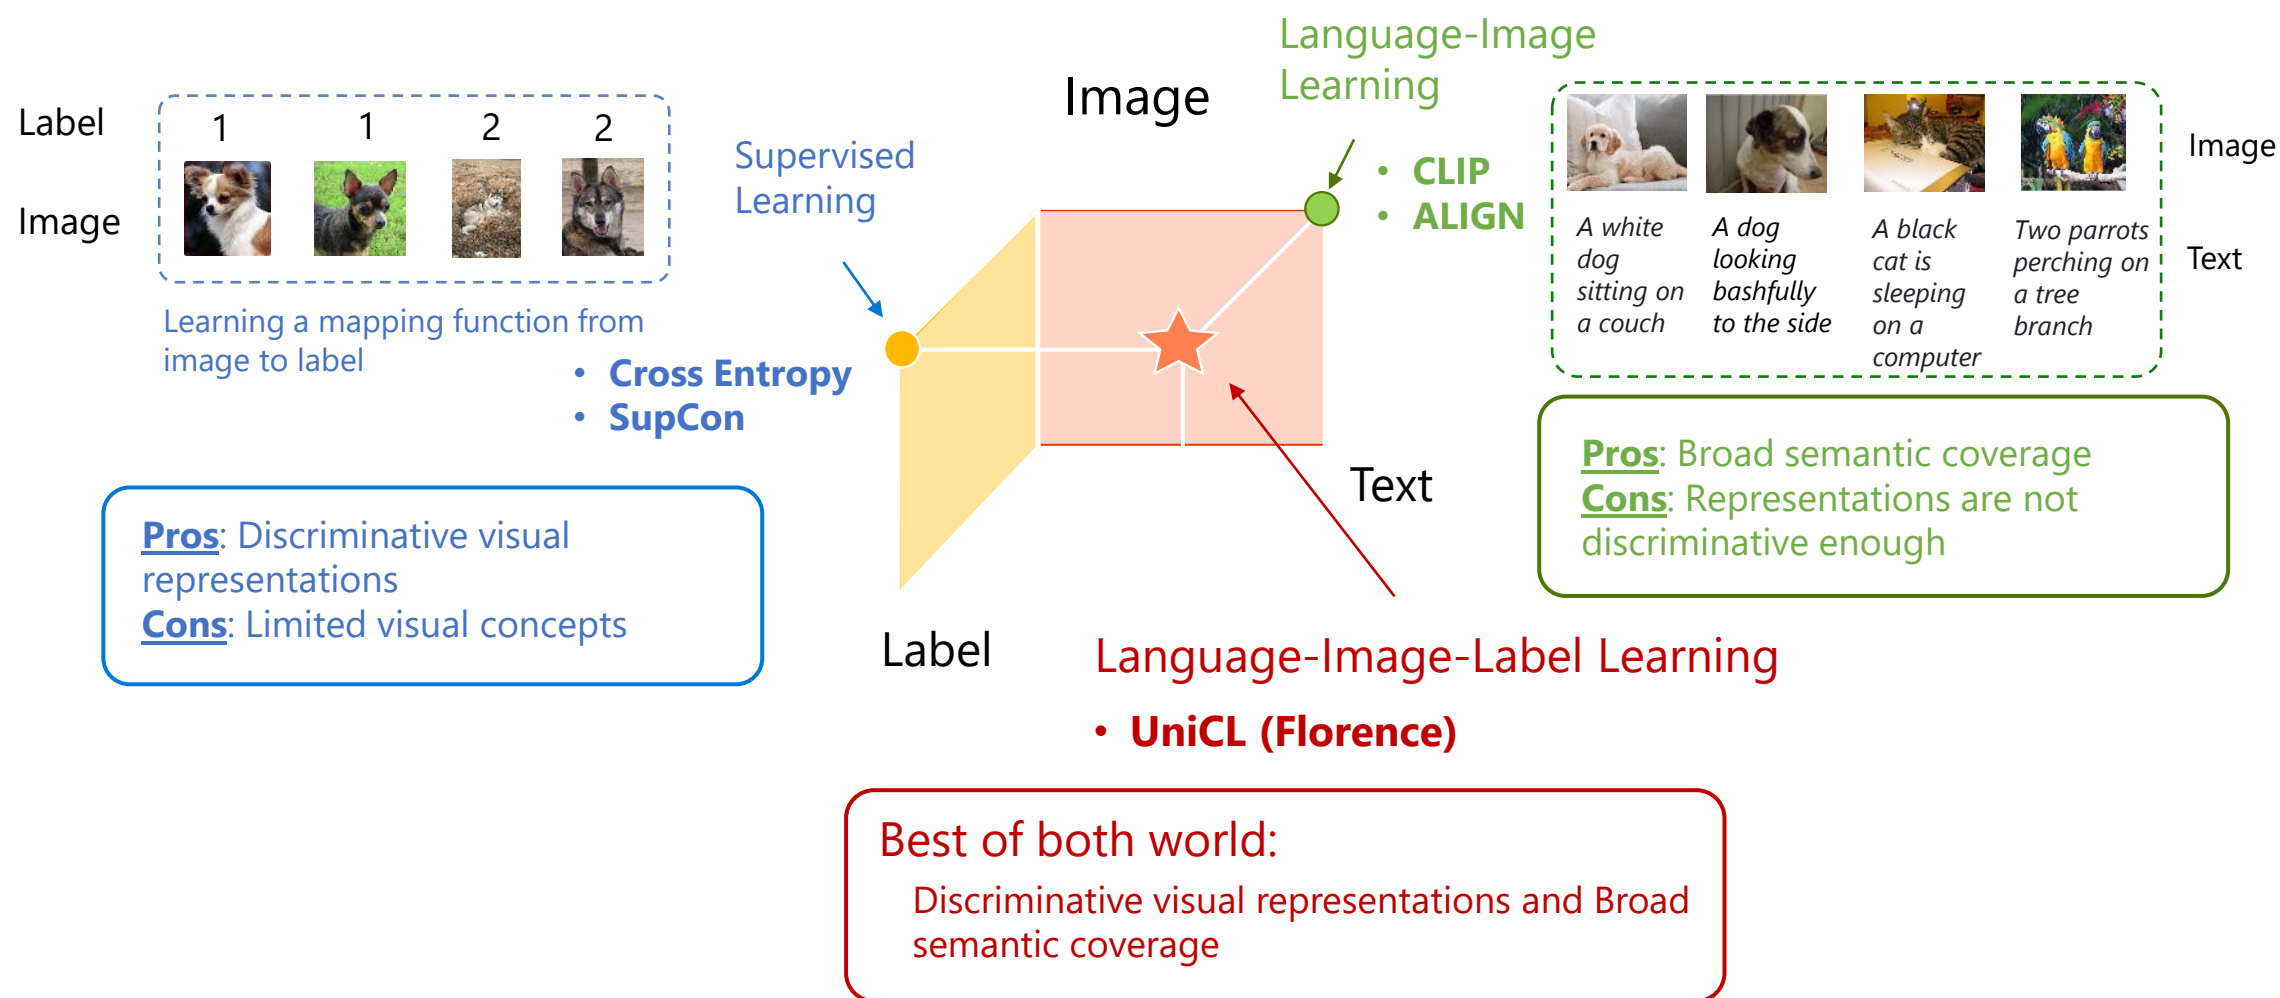 Label
1 1 2 2
Image
Learning a mapping function from
image to label
Supervised
Learning
• Cross Entropy
• SupCon
Pros: Discriminative visual
representations
Cons: Limited visual concepts
Image
Text
Label
Language-Image
Learning
• CLIP
• ALIGN
Image
Text
A white
dog
sitting on
a couch
A dog
looking
bashfully
to the side
A black
cat is
sleeping
on a
computer
Two parrots
perching on
a tree
branch
Pros: Broad semantic coverage
Cons: Representations are not
discriminative enough
Language-Image-Label Learning
• UniCL (Florence)
Best of both world:
Discriminative visual representations and Broad
semantic coverage